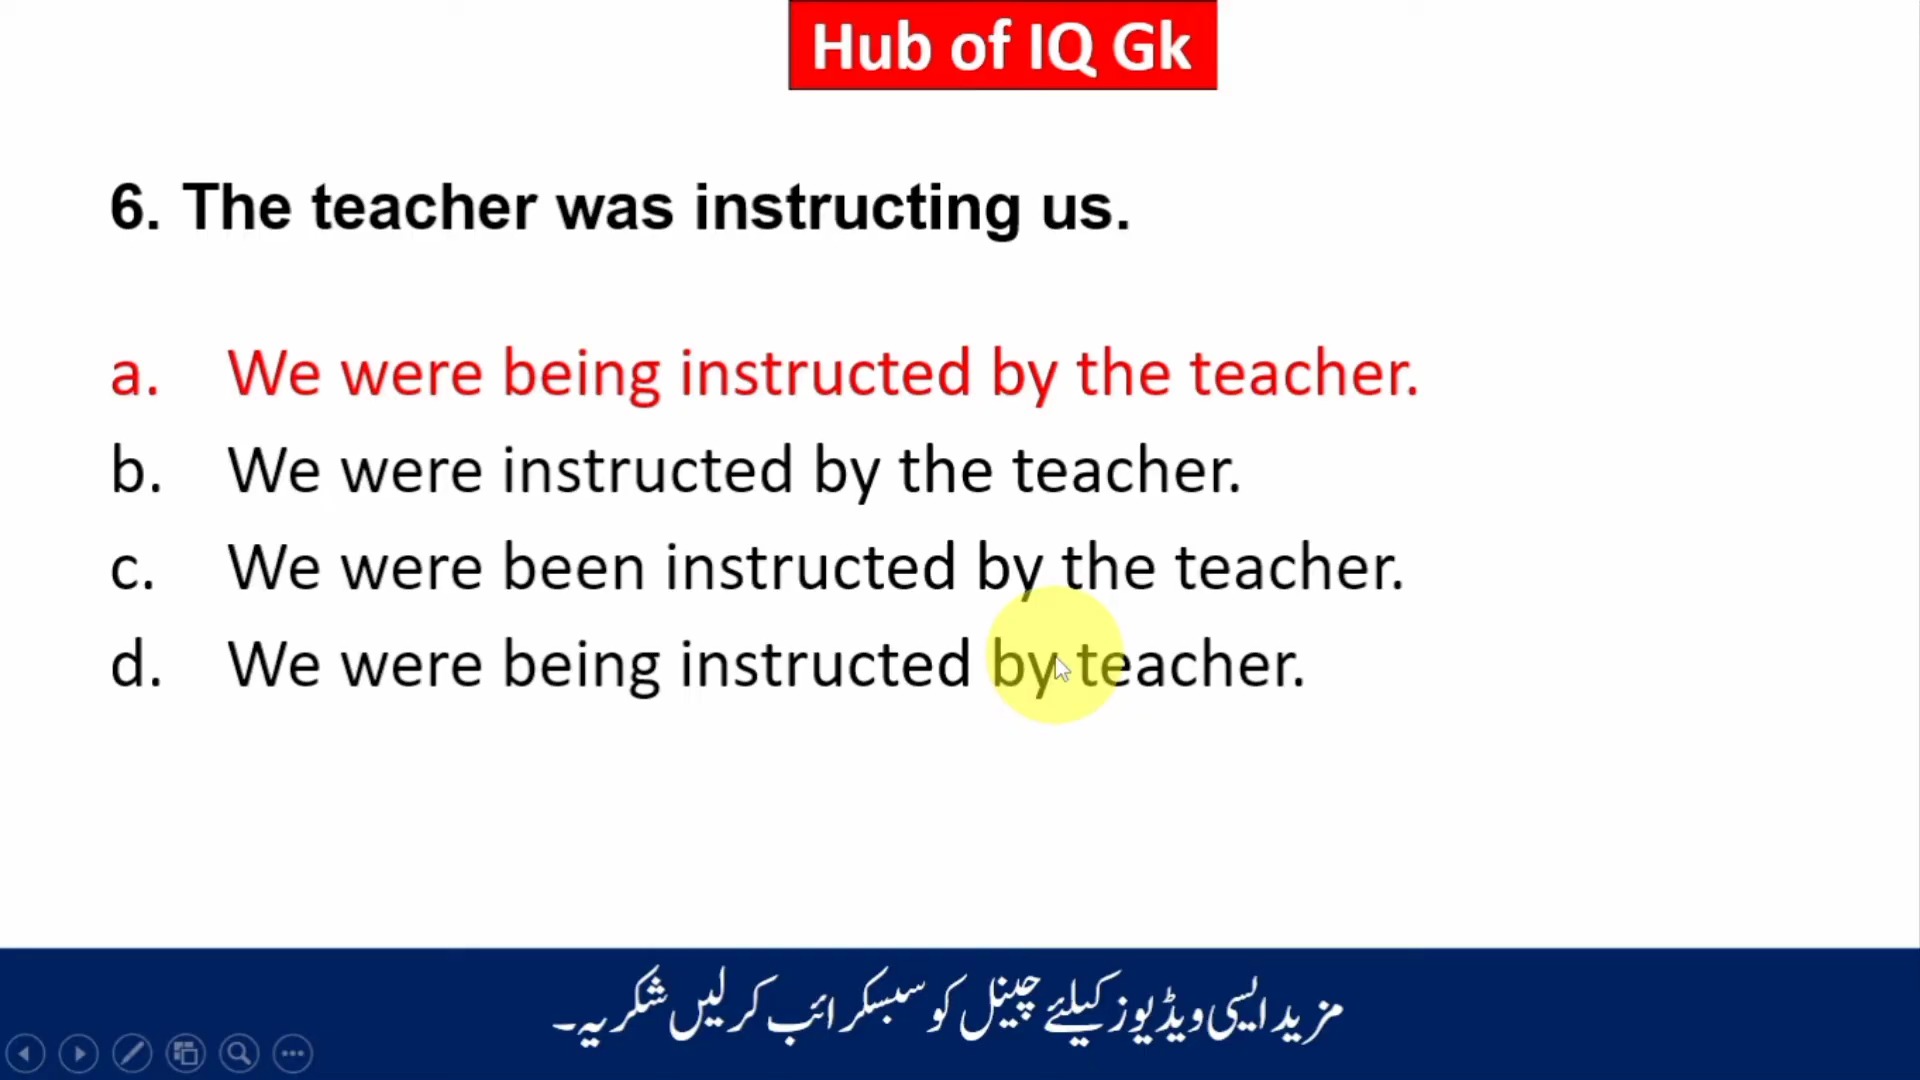 Hub of IQ Gk
6. The teacher was instructing us.
a. We were being instructed by the teacher.
b. We were instructed by the teacher.
c. We were been instructed by the teacher.
d. We were being instructed by teacher.
مزید ایسی ویڈیوز کیلئے چینل کو سبسکرائب کر لیں شکریہ۔